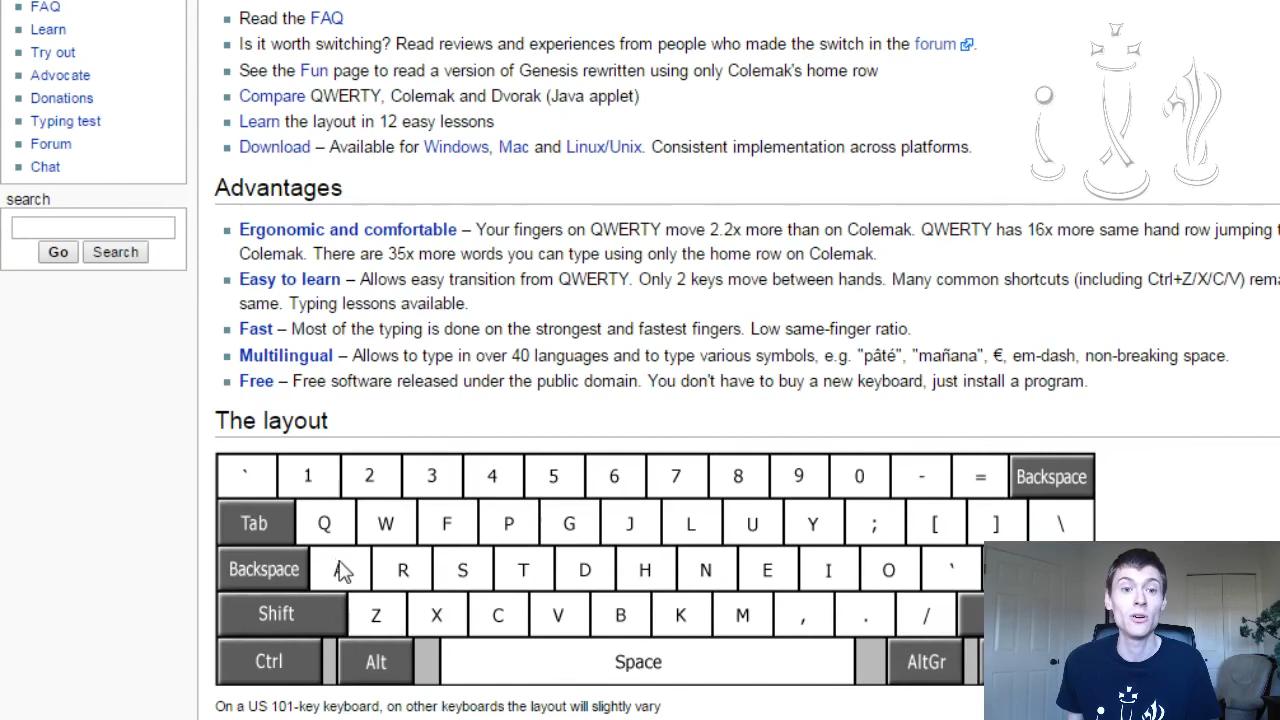 FAQ
Learn
Try out
Advocate
Donations
Typing test
Forum
Chat
search
Go Search
Read the FAQ
Is it worth switching? Read reviews and experiences from people who made the switch in the forum.
See the Fun page to read a version of Genesis rewritten using only Colemak's home row
Compare QWERTY, Colemak and Dvorak (Java applet)
Learn the layout in 12 easy lessons
Download – Available for Windows, Mac and Linux/Unix. Consistent implementation across platforms.
Advantages
Ergonomic and comfortable – Your fingers on QWERTY move 2.2x more than on Colemak. QWERTY has 16x more same hand row jumping t
Colemak. There are 35x more words you can type using only the home row on Colemak.
Easy to learn – Allows easy transition from QWERTY. Only 2 keys move between hands. Many common shortcuts (including Ctrl+Z/X/C/V) rema
same. Typing lessons available.
Fast – Most of the typing is done on the strongest and fastest fingers. Low same-finger ratio.
Multilingual – Allows to type in over 40 languages and to type various symbols, e.g. "pâté", "mañana", €, em-dash, non-breaking space.
Free – Free software released under the public domain. You don't have to buy a new keyboard, just install a program.
The layout
` 1 2 3 4 5 6 7 8 9 0 - = Backspace
Tab Q W F P G J L U Y ; [ ] \
Backspace A R S T D H N E I O `
Shift Z X C V B K M , . /
Ctrl Alt Space AltGr
On a US 101-key keyboard, on other keyboards the layout will slightly vary